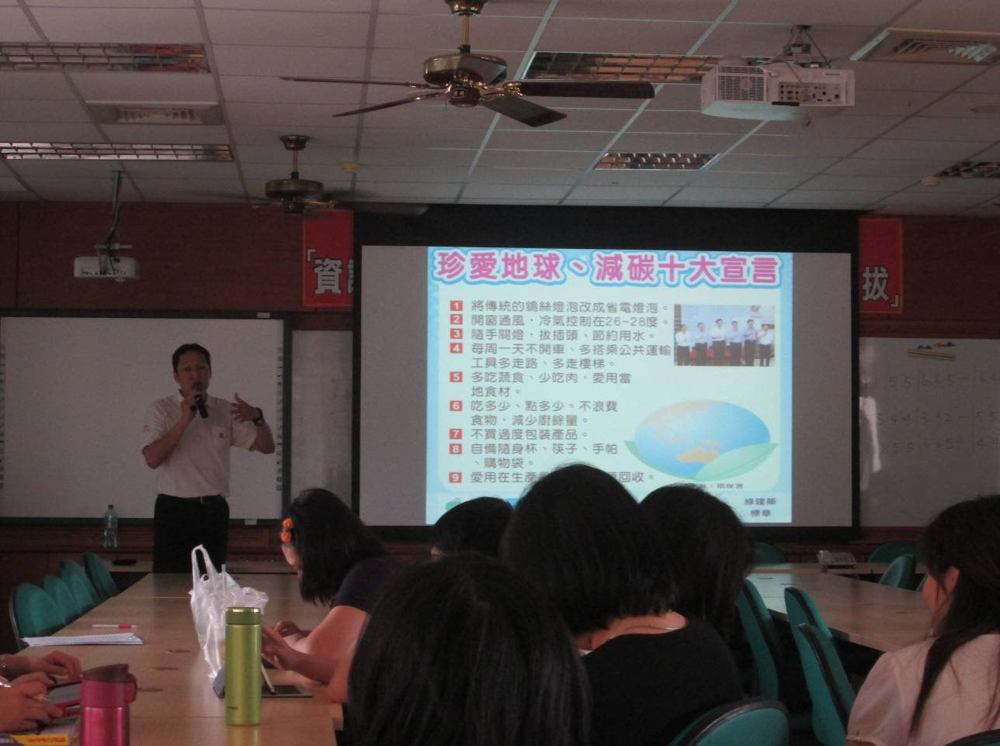 「資
拔」
珍愛地球、減碳十大宣言
1 將傳統的鎢絲燈泡改成省電燈泡。
2 開窗通風，冷氣控制在26~28度。
3 隨手關燈，拔插頭、節約用水。
4 每周一天不開車、多搭乘公共運輸
工具多走路、多走樓梯。
5 多吃蔬食、少吃肉，愛用當
地食材。
6 吃多少、點多少。不浪費
食物，減少廚餘量。
7 不買過度包裝產品。
8 自備隨身杯、筷子、手帕
、購物袋。
9 愛用在生產
回收。
綠建築
標章